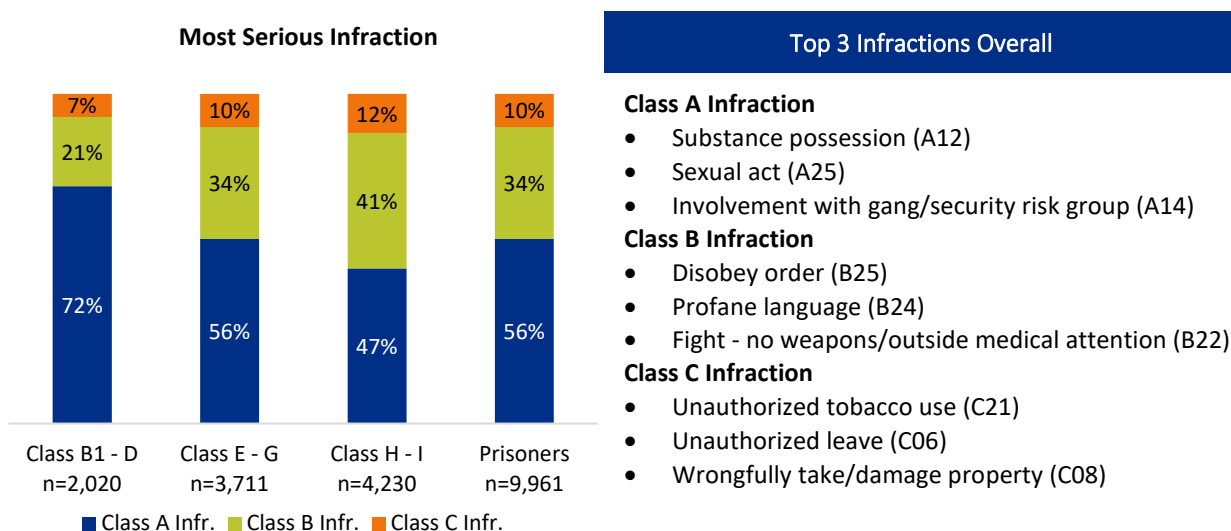 Most Serious Infraction
7%
10%
12%
10%
21%
34%
41%
34%
72%
56%
47%
56%
Class B1 - D
n=2,020
Class E - G
n=3,711
Class H - I
n=4,230
Prisoners
n=9,961
Class A Infr.
Class B Infr.
Class C Infr.
Top 3 Infractions Overall
Class A Infraction
• Substance possession (A12)
• Sexual act (A25)
• Involvement with gang/security risk group (A14)
Class B Infraction
• Disobey order (B25)
• Profane language (B24)
• Fight - no weapons/outside medical attention (B22)
Class C Infraction
• Unauthorized tobacco use (C21)
• Unauthorized leave (C06)
• Wrongfully take/damage property (C08)